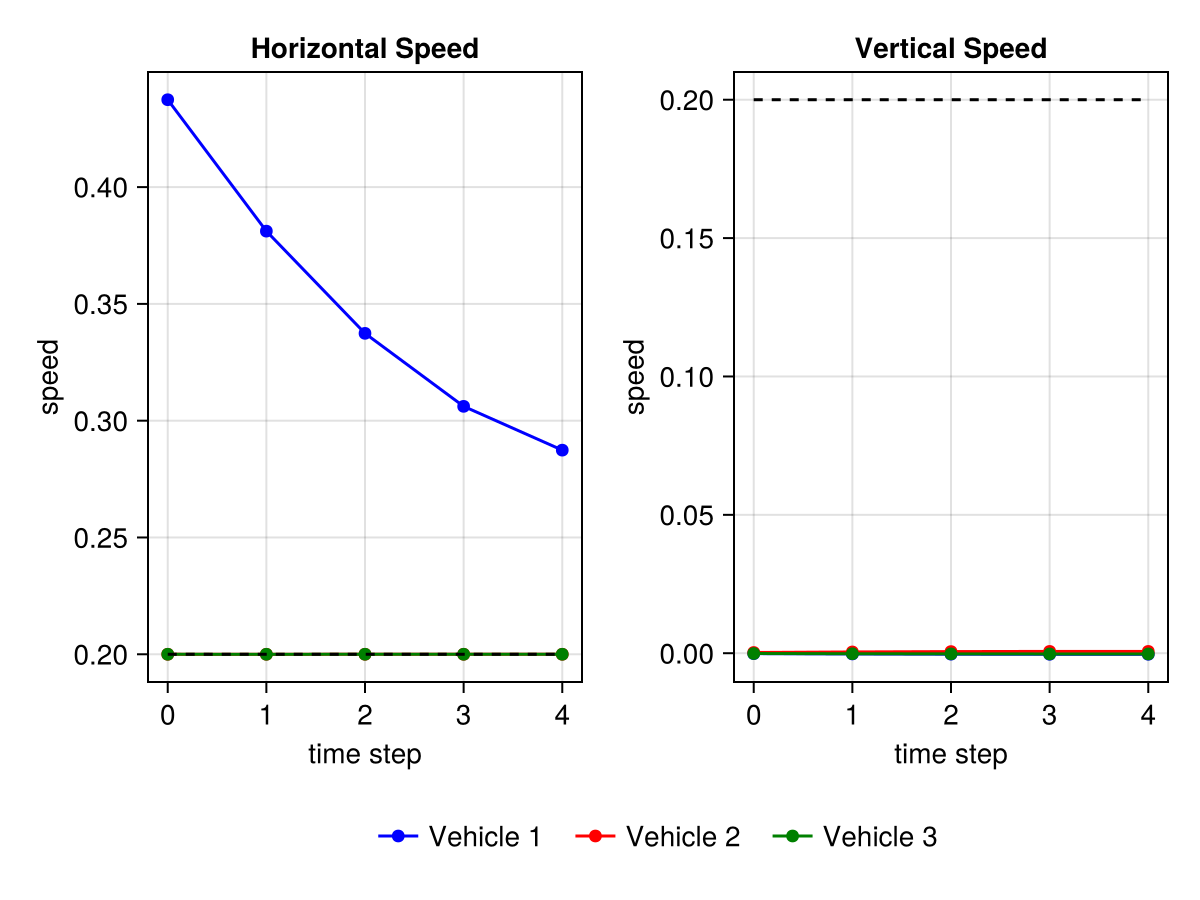 Horizontal Speed
speed
0.40
0.35
0.30
0.25
0.20
0 1 2 3 4
time step
Vertical Speed
speed
0.20
0.15
0.10
0.05
0.00
0 1 2 3 4
time step
Vehicle 1 Vehicle 2 Vehicle 3